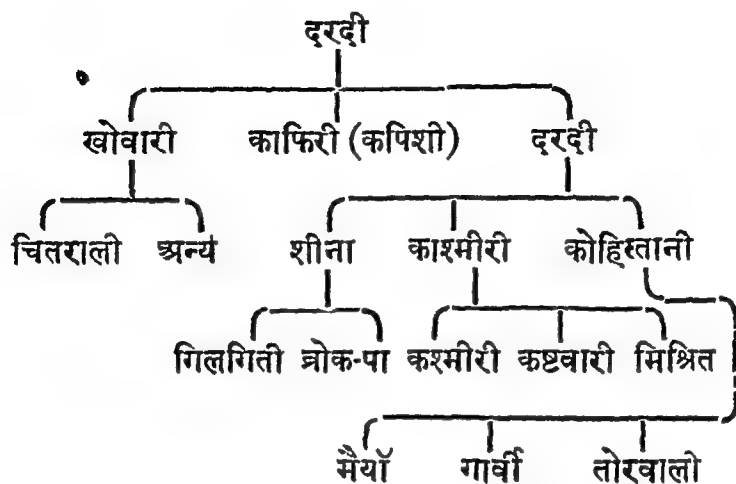 दरदी
खोवारी काफिरी (कपिशी) दरदी
चितराली अन्य शीना काश्मीरी कोहिस्तानी
गिलगिती ब्रोक-पा कश्मीरी कष्टवारी मिश्रित
मैयाँ गार्वी तोरवाली